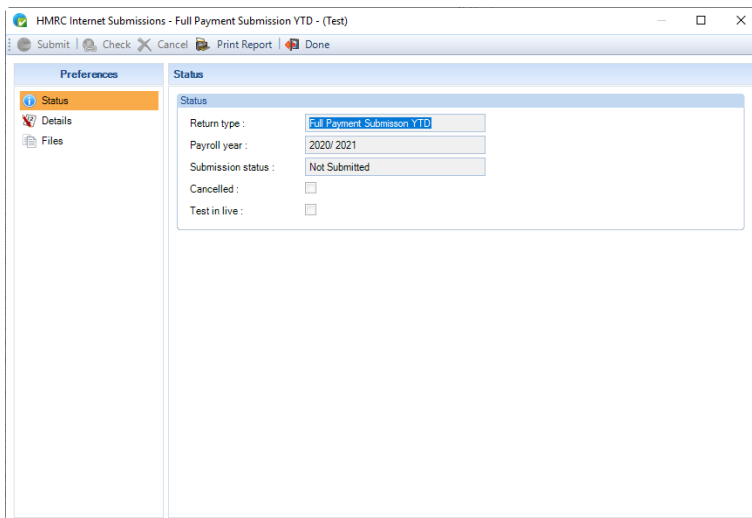 HMRC Internet Submissions - Full Payment Submission YTD - (Test)
Submit Check Cancel Print Report Done
Preferences
Status
Details
Files
Status
Status
Return type : Full Payment Submisson YTD
Payroll year : 2020/ 2021
Submission status : Not Submitted
Cancelled :
Test in live :